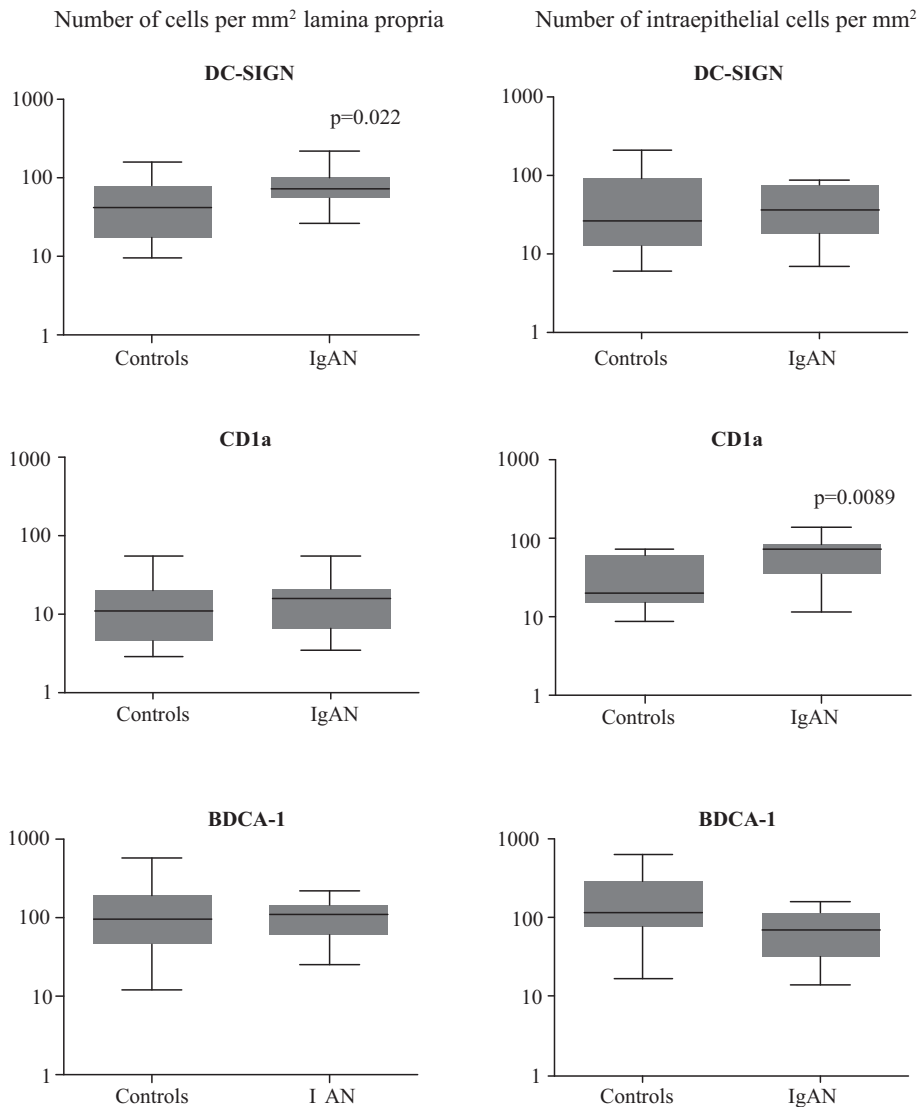 Number of cells per mm² lamina propria
Number of intraepithelial cells per mm²
DC-SIGN
1000
100
10
1
p=0.022
Controls
IgAN
DC-SIGN
1000
100
10
1
Controls
IgAN
CD1a
1000
100
10
1
Controls
IgAN
CD1a
1000
100
10
1
p=0.0089
Controls
IgAN
BDCA-1
1000
100
10
1
Controls
I AN
BDCA-1
1000
100
10
1
Controls
IgAN